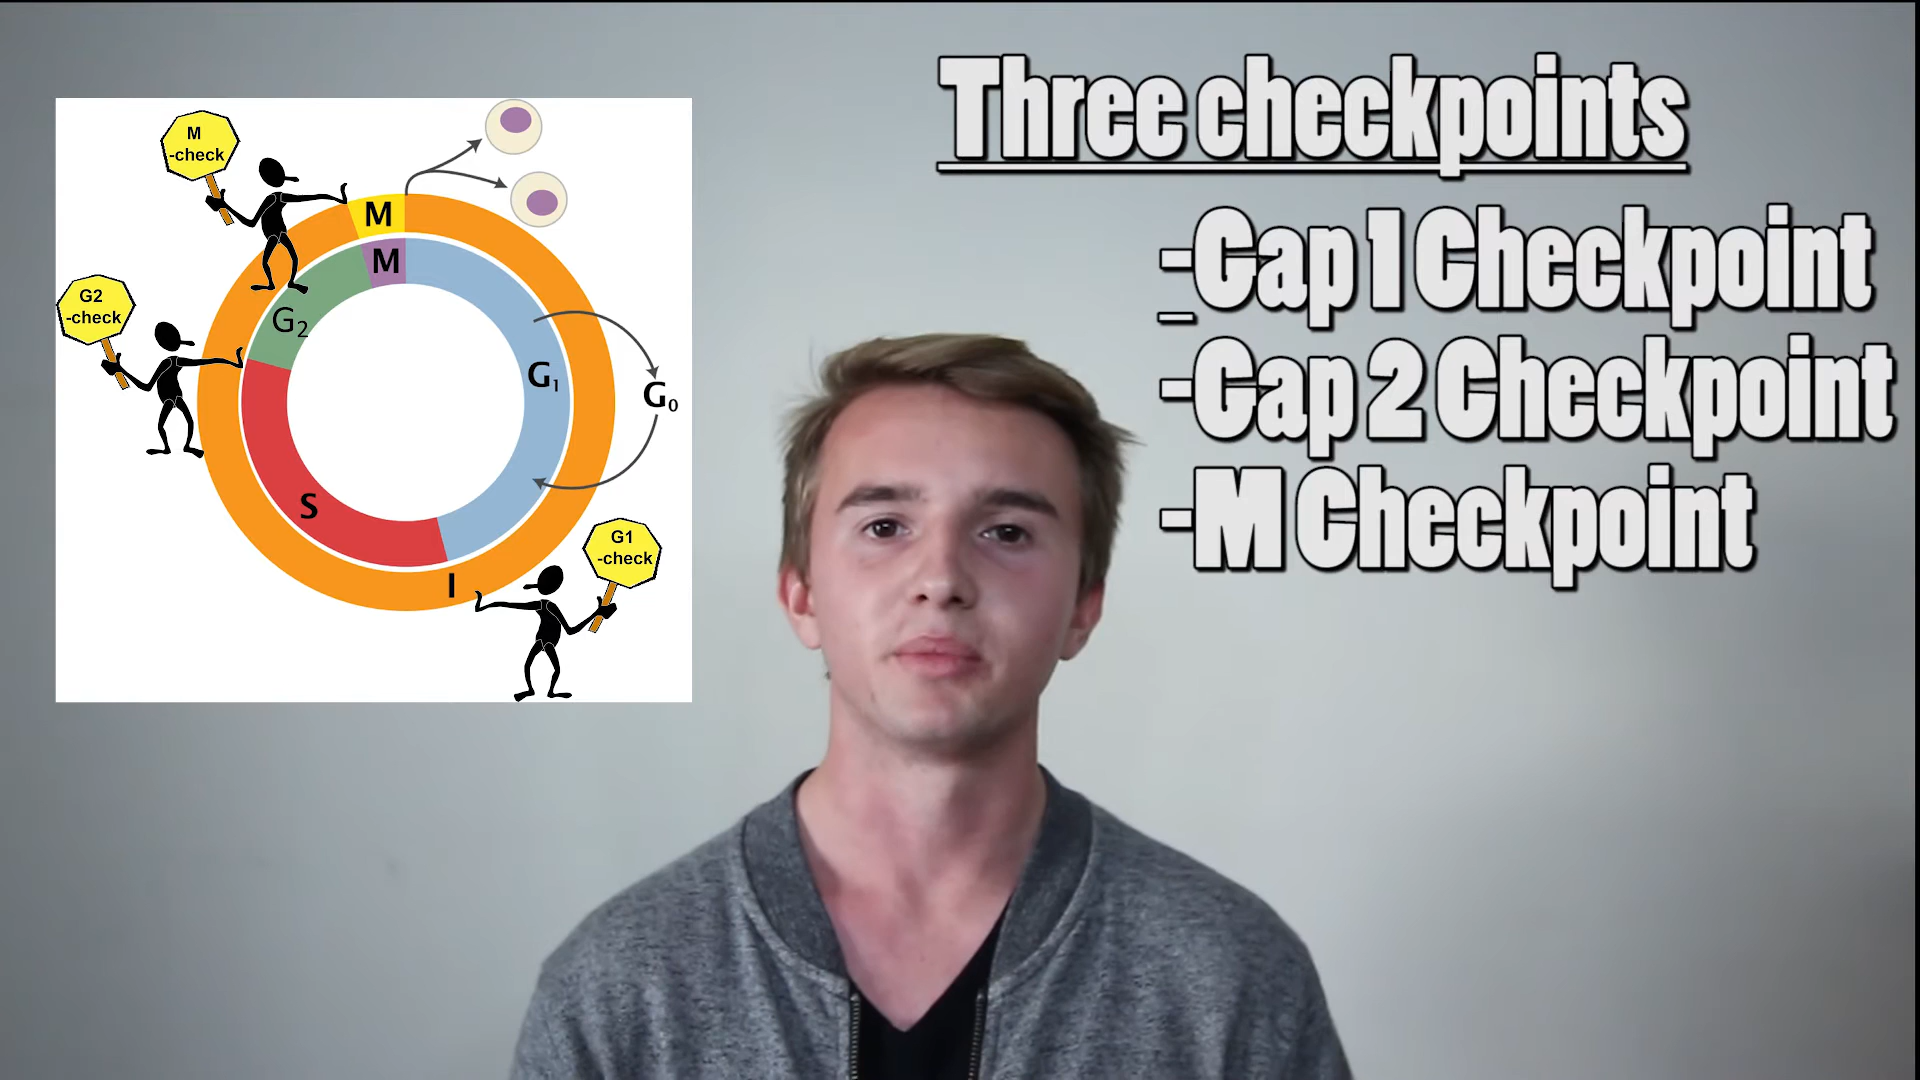 Three checkpoints
-Gap 1 Checkpoint
-Gap 2 Checkpoint
-M Checkpoint
M
-check
M
M
G2
-check
G₂
G₁
G₀
S
G1
-check
I